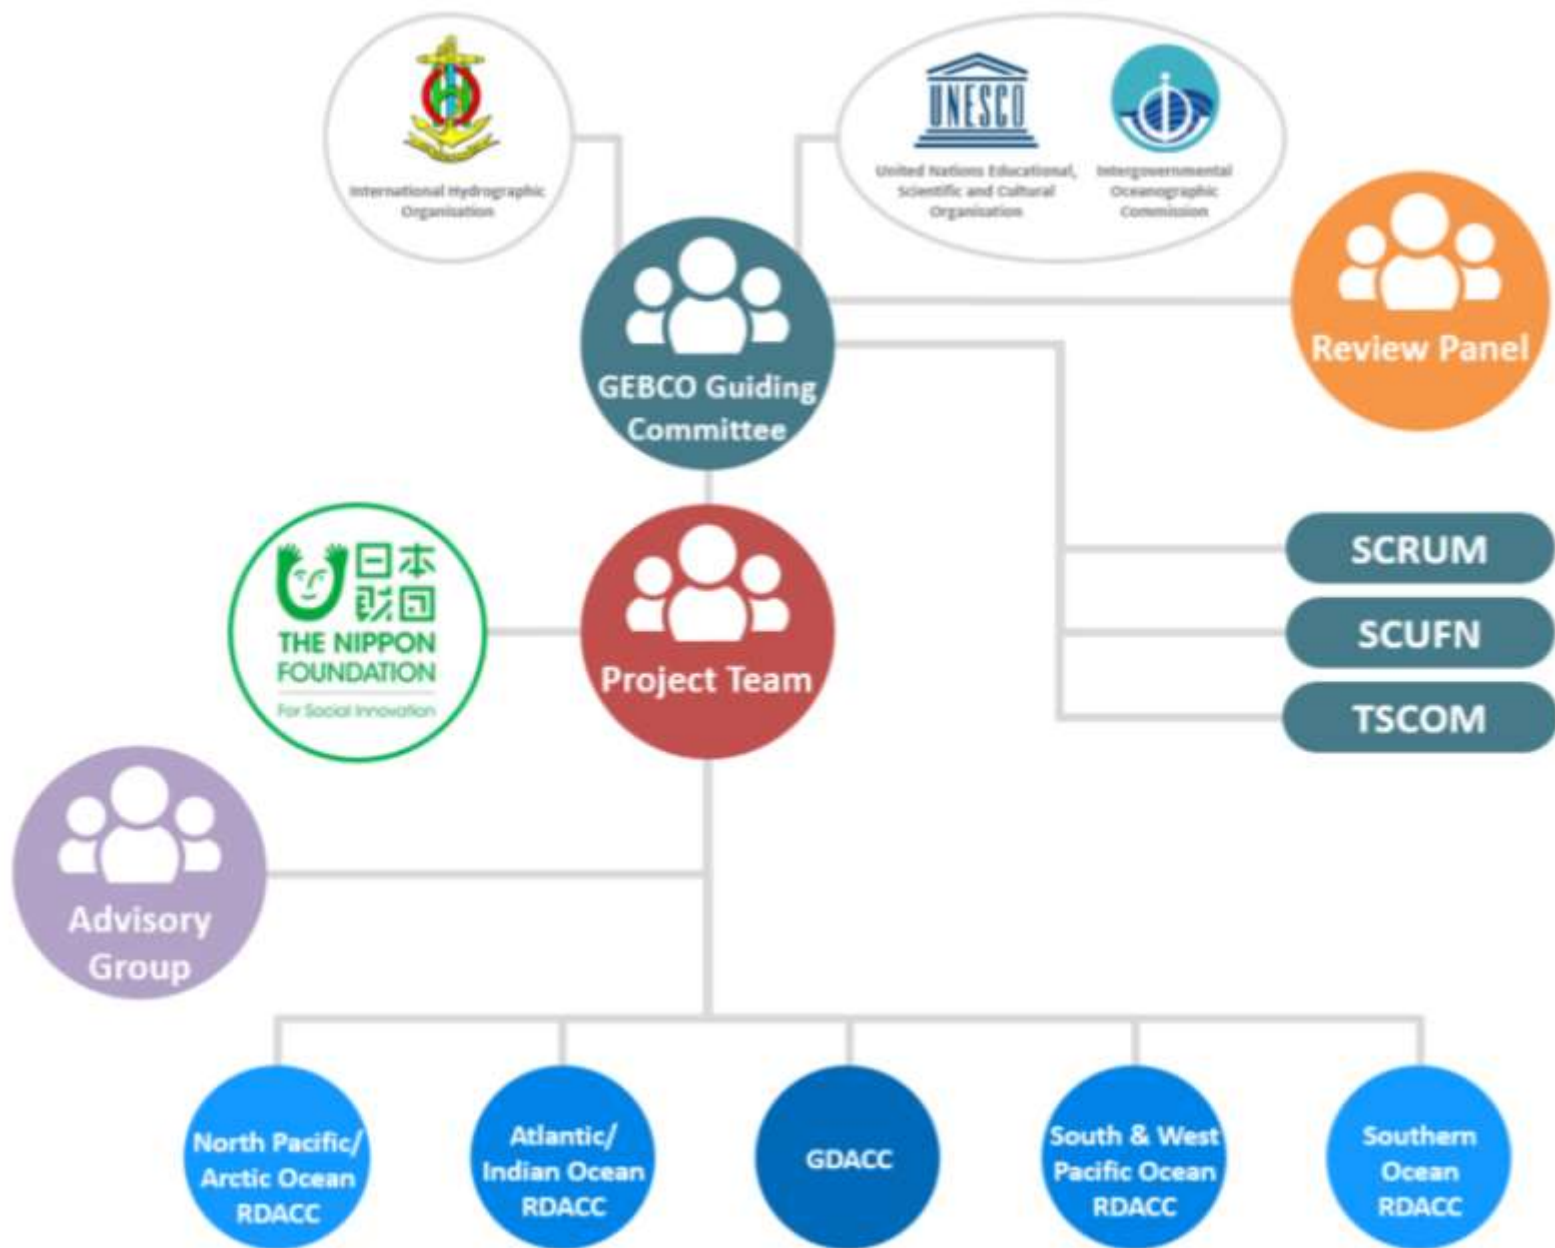 International Hydrographic
Organisation
UNESCO
United Nations Educational,
Scientific and Cultural
Organisation
Intergovernmental
Oceanographic
Commission
Review Panel
GEBCO Guiding
Committee
日本
財団
THE NIPPON
FOUNDATION
For Social Innovation
Project Team
SCRUM
SCUFN
TSCOM
Advisory
Group
North Pacific/
Arctic Ocean
RDACC
Atlantic/
Indian Ocean
RDACC
GDACC
South & West
Pacific Ocean
RDACC
Southern
Ocean
RDACC